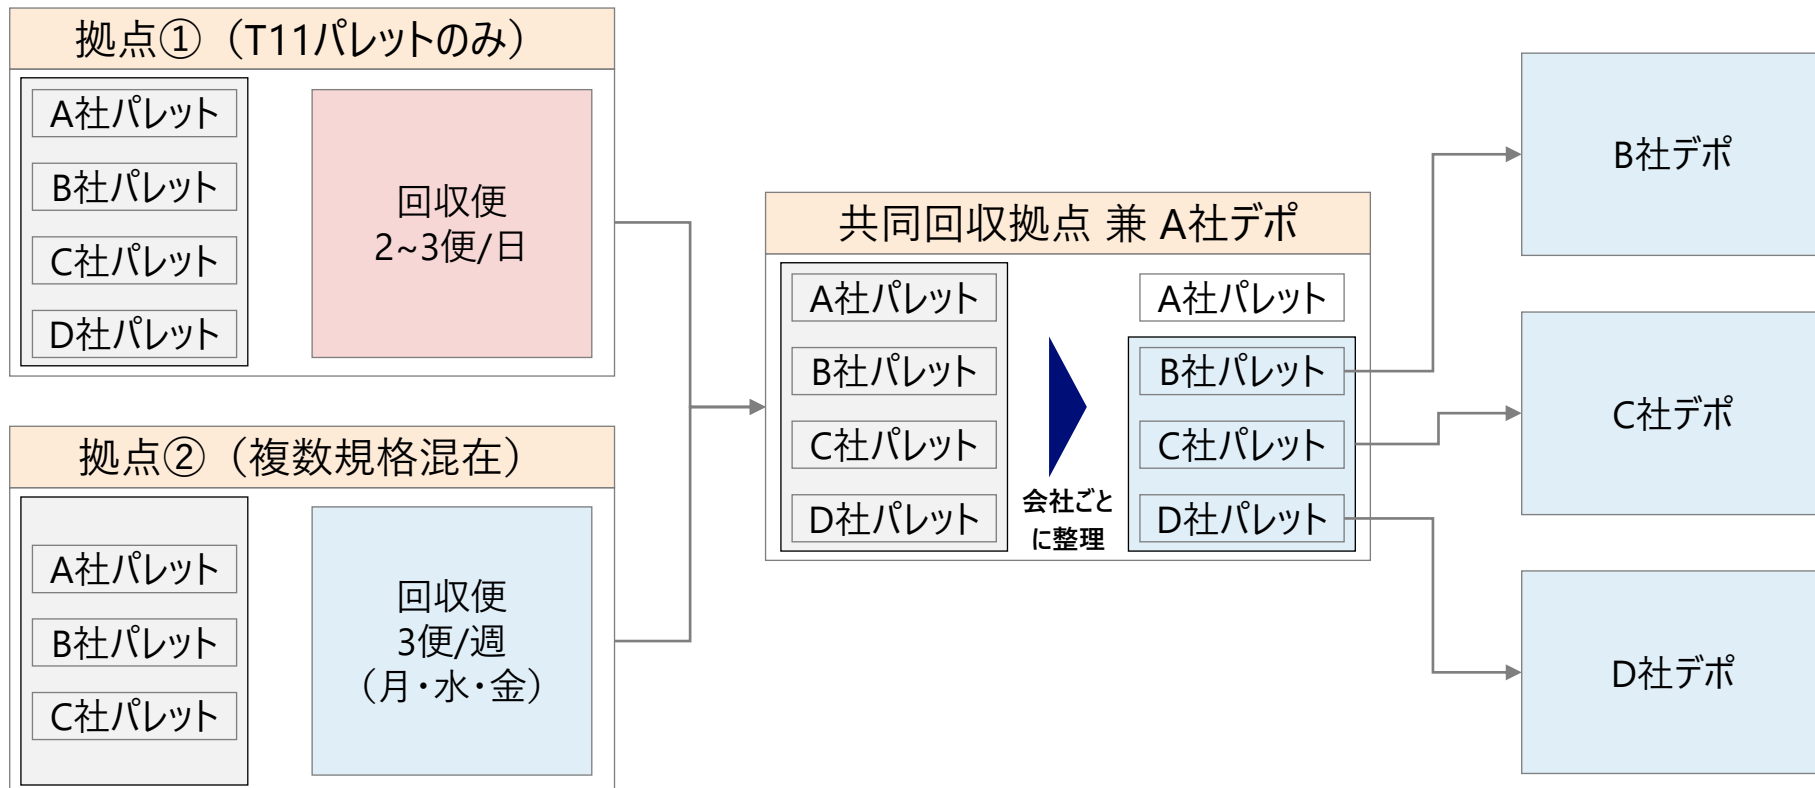 拠点①（T11パレットのみ）
A社パレット
B社パレット
C社パレット
D社パレット
回収便
2~3便/日
拠点②（複数規格混在）
A社パレット
B社パレット
C社パレット
回収便
3便/週
（月・水・金）
共同回収拠点 兼 A社デポ
A社パレット
B社パレット
C社パレット
D社パレット
会社ごと
に整理
A社パレット
B社パレット
C社パレット
D社パレット
B社デポ
C社デポ
D社デポ